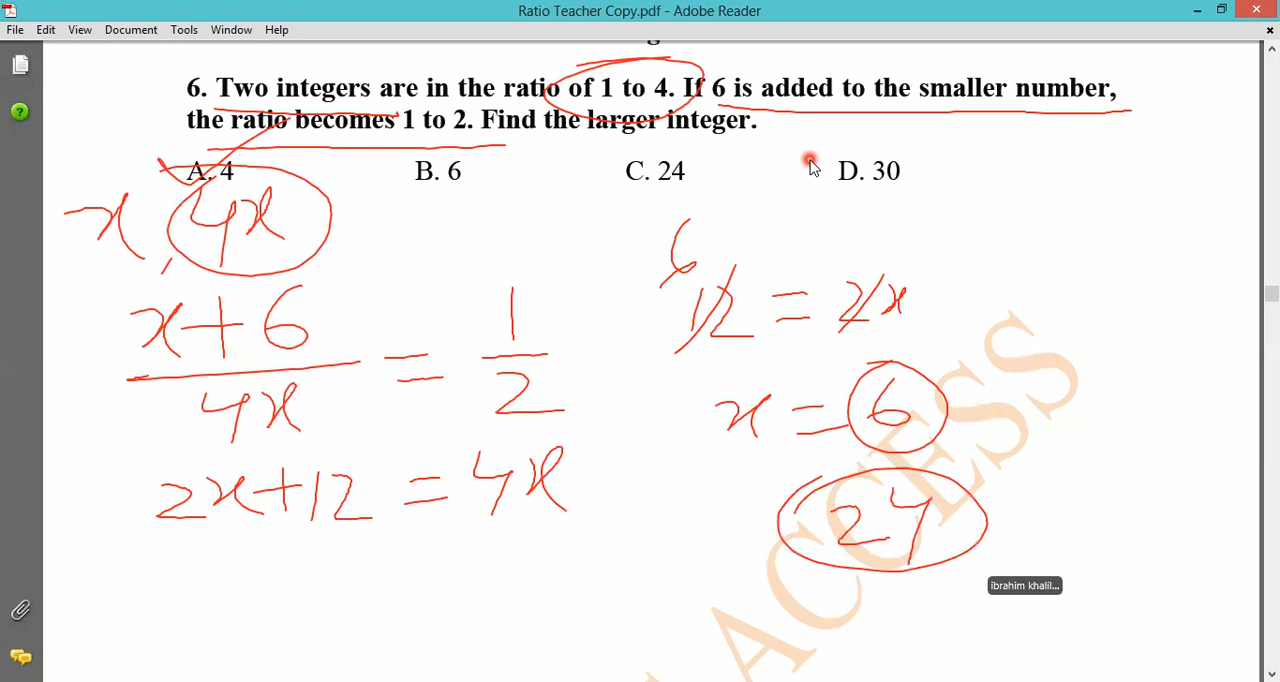 Ratio Teacher Copy.pdf - Adobe Reader
File Edit View Document Tools Window Help
6. Two integers are in the ratio of 1 to 4. If 6 is added to the smaller number,
the ratio becomes 1 to 2. Find the larger integer.
A. 4 B. 6 C. 24 D. 30
x, 4x
x+6 / 4x = 1/2
2x+12 = 4x
6
12 = 2x
x = 6
24
ACCESS
ibrahim khalil...